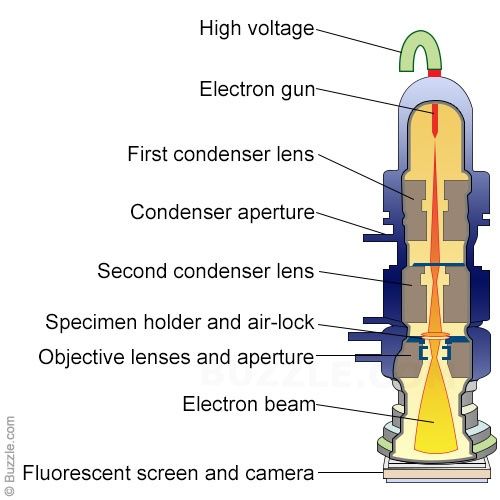 High voltage
Electron gun
First condenser lens
Condenser aperture
Second condenser lens
Specimen holder and air-lock
Objective lenses and aperture
BUZZLE.COM
Electron beam
Fluorescent screen and camera
© Buzzle.com